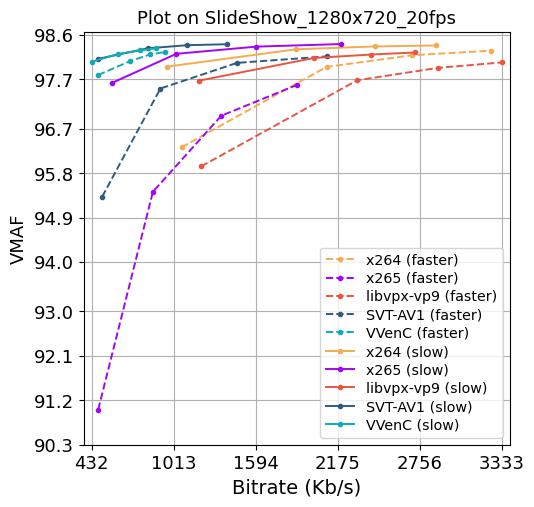 Plot on SlideShow_1280x720_20fps
98.6
97.7
96.7
95.8
94.9
94.0
93.0
92.1
91.2
90.3
VMAF
x264 (faster)
x265 (faster)
libvpx-vp9 (faster)
SVT-AV1 (faster)
VVenC (faster)
x264 (slow)
x265 (slow)
libvpx-vp9 (slow)
SVT-AV1 (slow)
VVenC (slow)
432 1013 1594 2175 2756 3333
Bitrate (Kb/s)